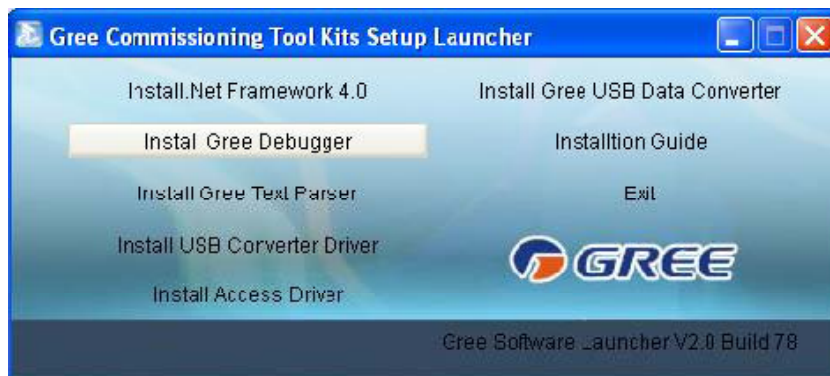 Gree Commissioning Tool Kits Setup Launcher
Install.Net Framework 4.0
Install Gree USB Data Converter
Instal Gree Debugger
Installtion Guide
Install Gree Text Parser
Exit
Install USB Converter Driver
GREE
Install Access Driver
Gree Software Launcher V2.0 Build 78